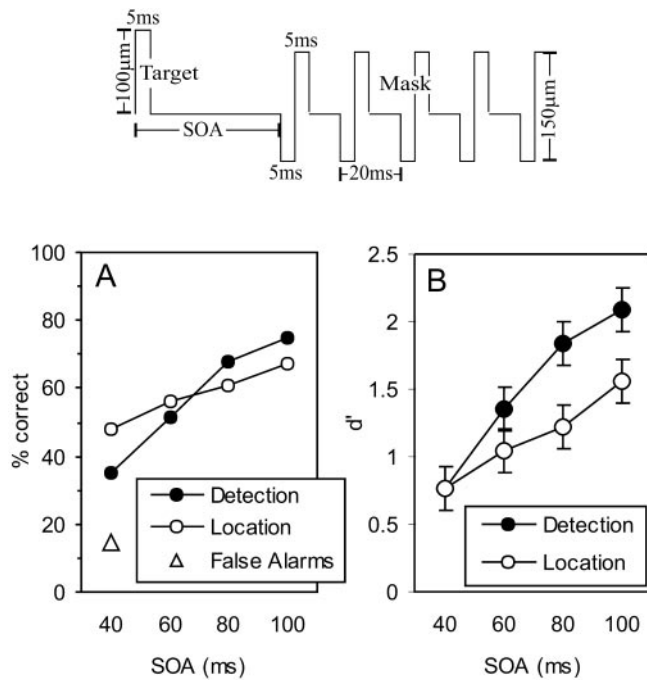 5ms
5ms
100μm
Target
Mask
150μm
SOA
5ms
20ms
A
% correct
100
80
60
40
20
0
Detection
Location
False Alarms
40 60 80 100
SOA (ms)
B
d'
2.5
2
1.5
1
0.5
0
Detection
Location
40 60 80 100
SOA (ms)